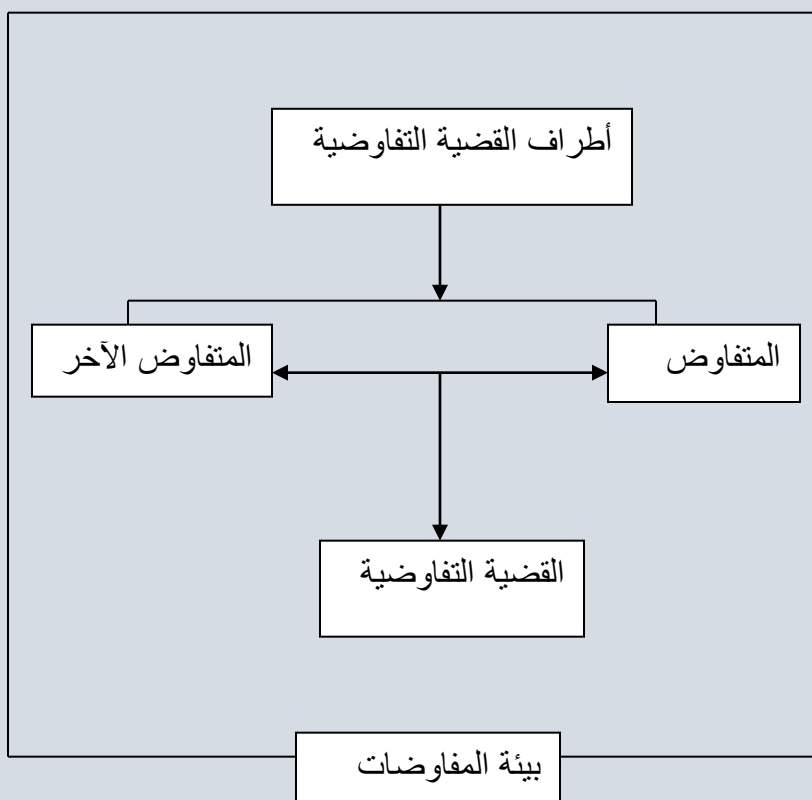 أطراف القضية التفاوضية
المتفاوض
المتفاوض الآخر
القضية التفاوضية
بيئة المفاوضات